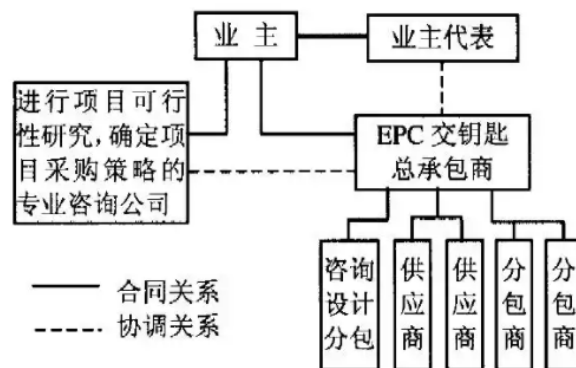 业主
业主代表
进行项目可行
性研究，确定项
目采购策略的
专业咨询公司
EPC 交钥匙
总承包商
咨询
设计
分包
供应商
供应商
分包商
分包商
合同关系
协调关系